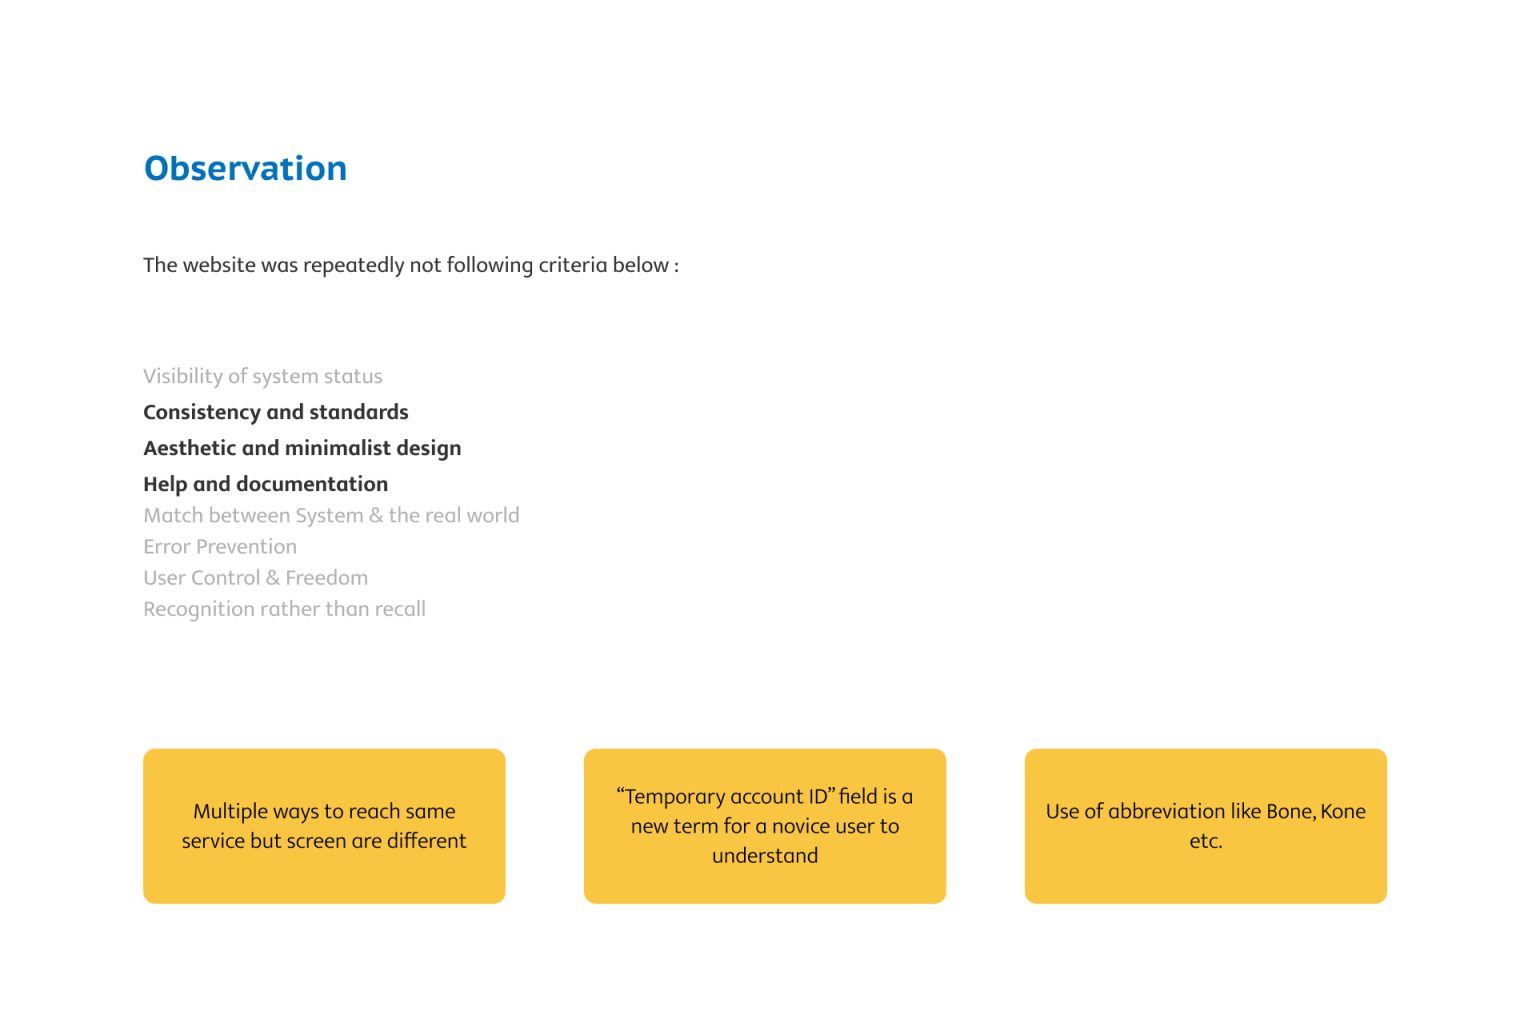 Observation
The website was repeatedly not following criteria below :
Visibility of system status
Consistency and standards
Aesthetic and minimalist design
Help and documentation
Match between System & the real world
Error Prevention
User Control & Freedom
Recognition rather than recall
Multiple ways to reach same
service but screen are different
“Temporary account ID” field is a
new term for a novice user to
understand
Use of abbreviation like Bone, Kone
etc.